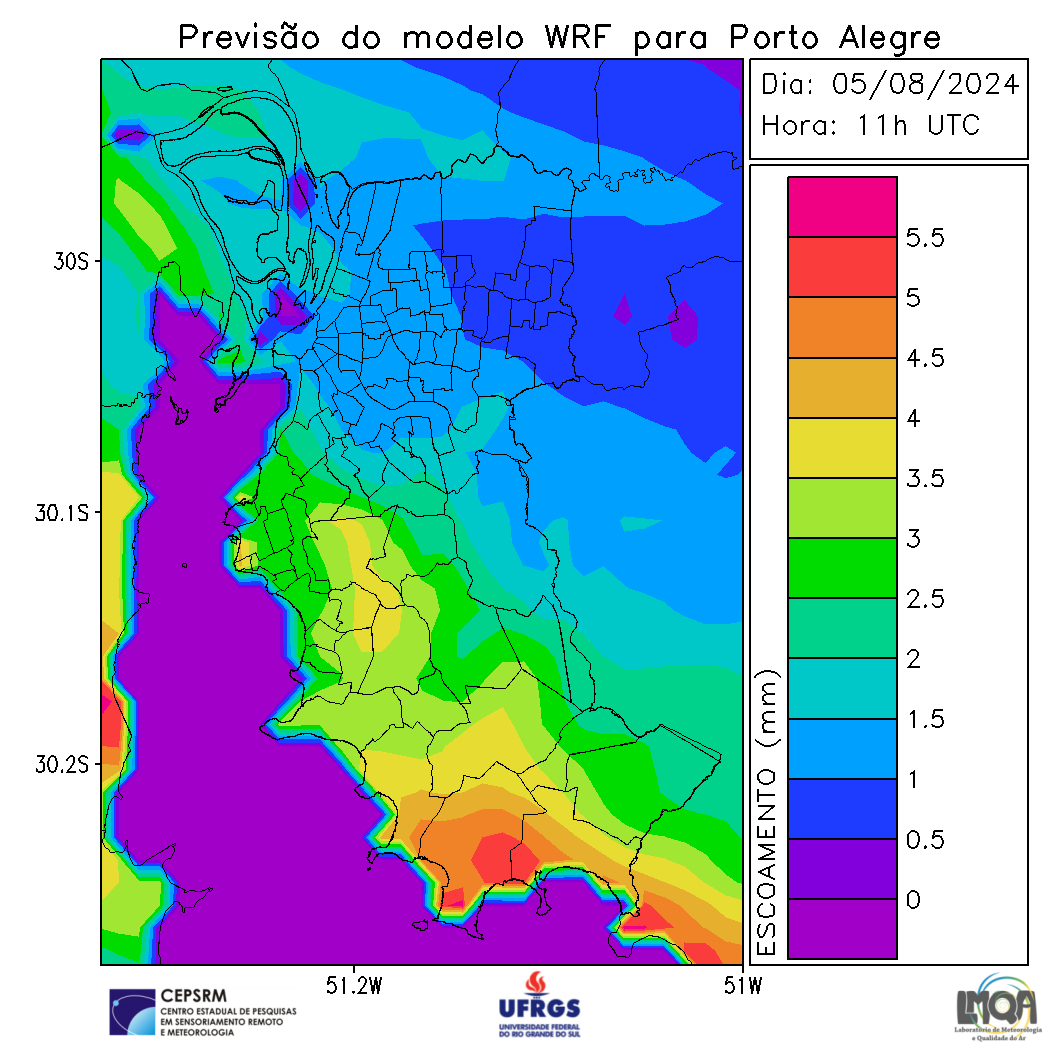 Previsão do modelo WRF para Porto Alegre
Dia: 05/08/2024
Hora: 11h UTC
30S
30.1S
30.2S
51.2W
51W
5.5
5
4.5
4
3.5
3
2.5
2
1.5
1
0.5
0
ESCOAMENTO (mm)
CEPSRM
CENTRO ESTADUAL DE PESQUISAS
EM SENSORIAMENTO REMOTO
E METEOROLOGIA
UFRGS
UNIVERSIDADE FEDERAL
DO RIO GRANDE DO SUL
LMQA
Laboratório de Meteorologia
e Qualidade do Ar